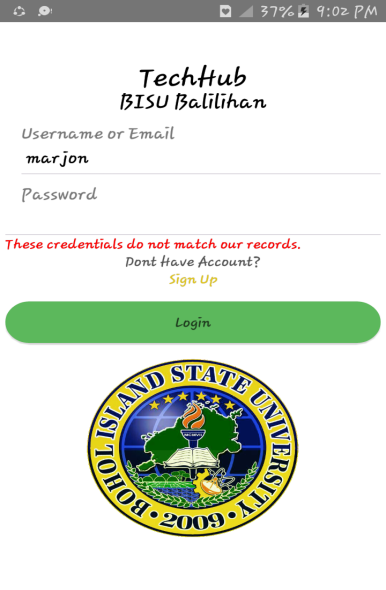 37% 9:02 PM
TechHub
BISU Balilihan
Username or Email
marjon
Password
These credentials do not match our records.
Dont Have Account?
Sign Up
Login
BOHOL ISLAND STATE UNIVERSITY
• 2009 •